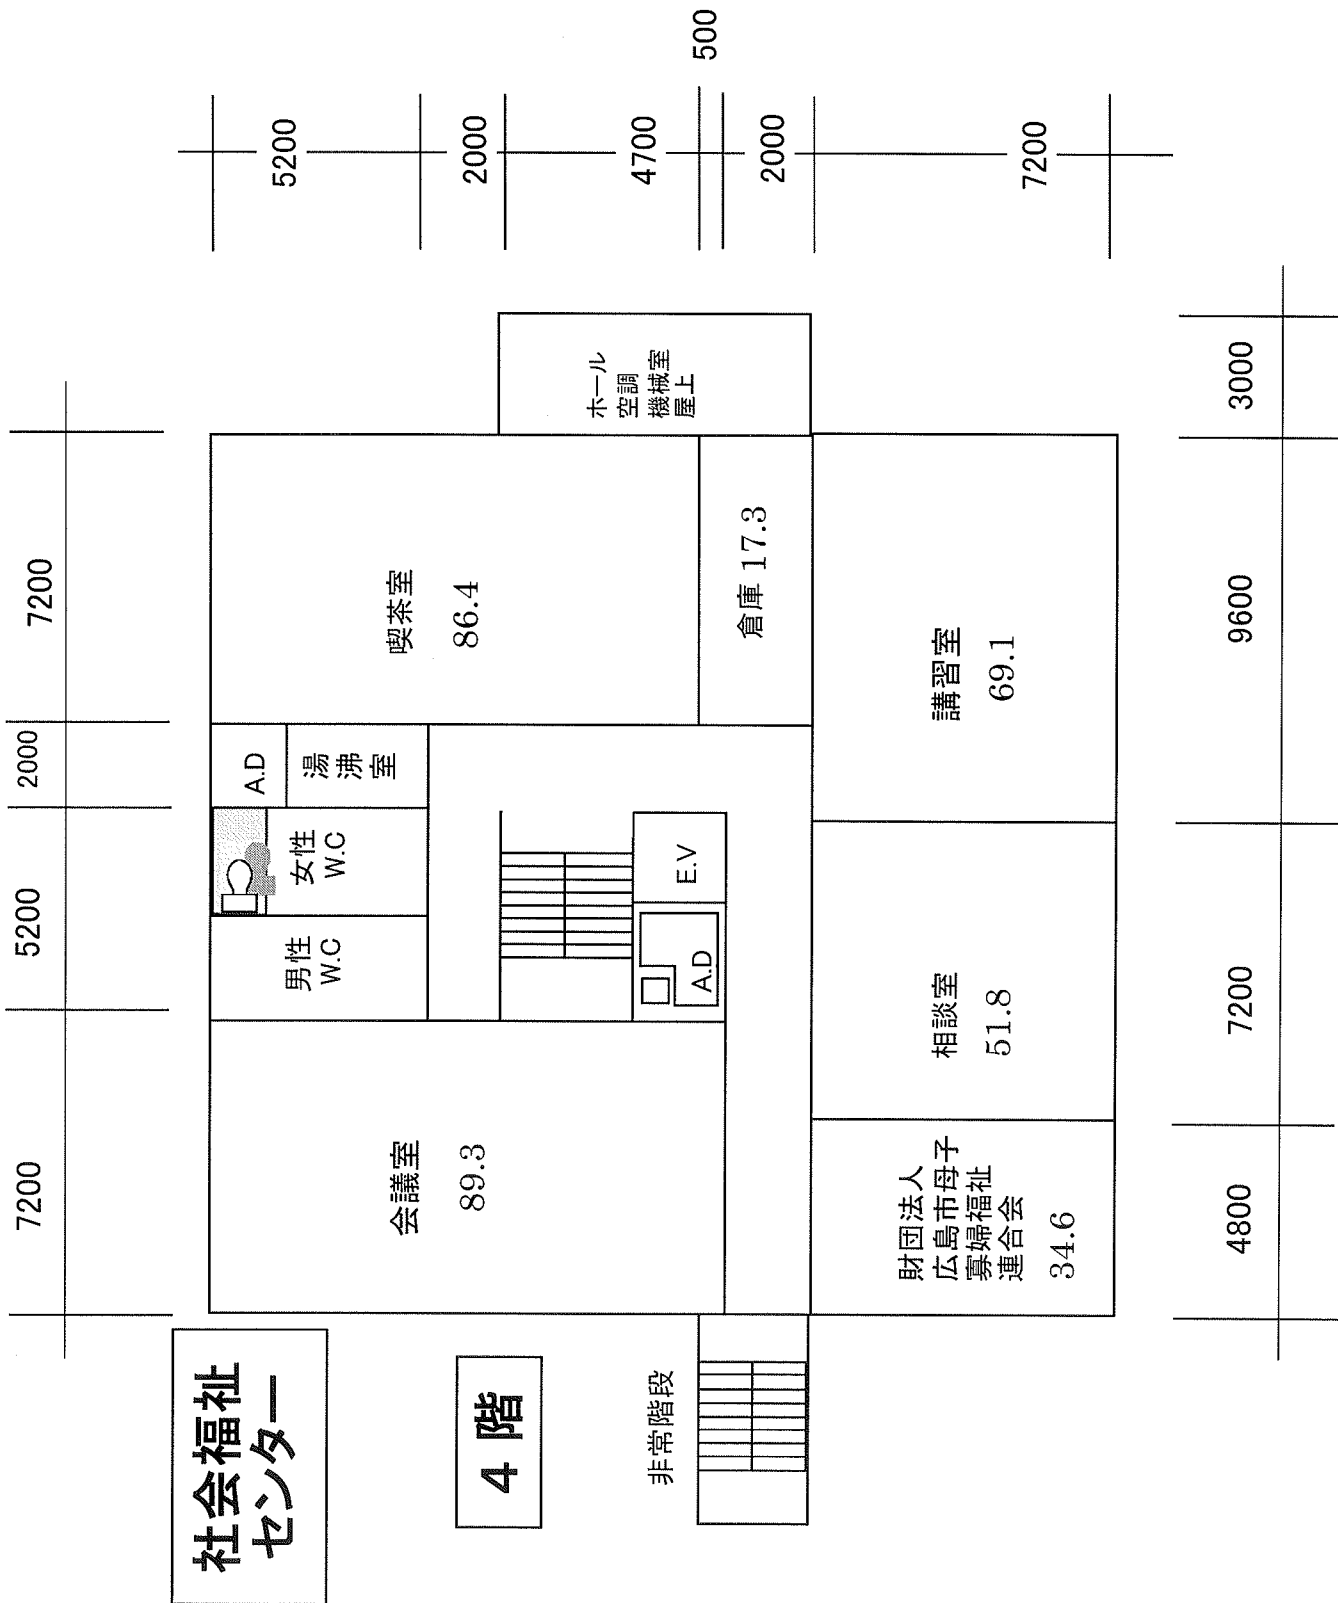 社会福祉
センター
4 階
7200
5200
2000
7200
会議室
89.3
男性
W.C
女性
W.C
A.D
湯沸室
喫茶室
86.4
倉庫 17.3
ホール
空調
機械室
屋上
A.D
E.V
非常階段
財団法人
広島市母子
寡婦福祉
連合会
34.6
相談室
51.8
講習室
69.1
4800
7200
9600
3000
5200
2000
4700
500
2000
7200